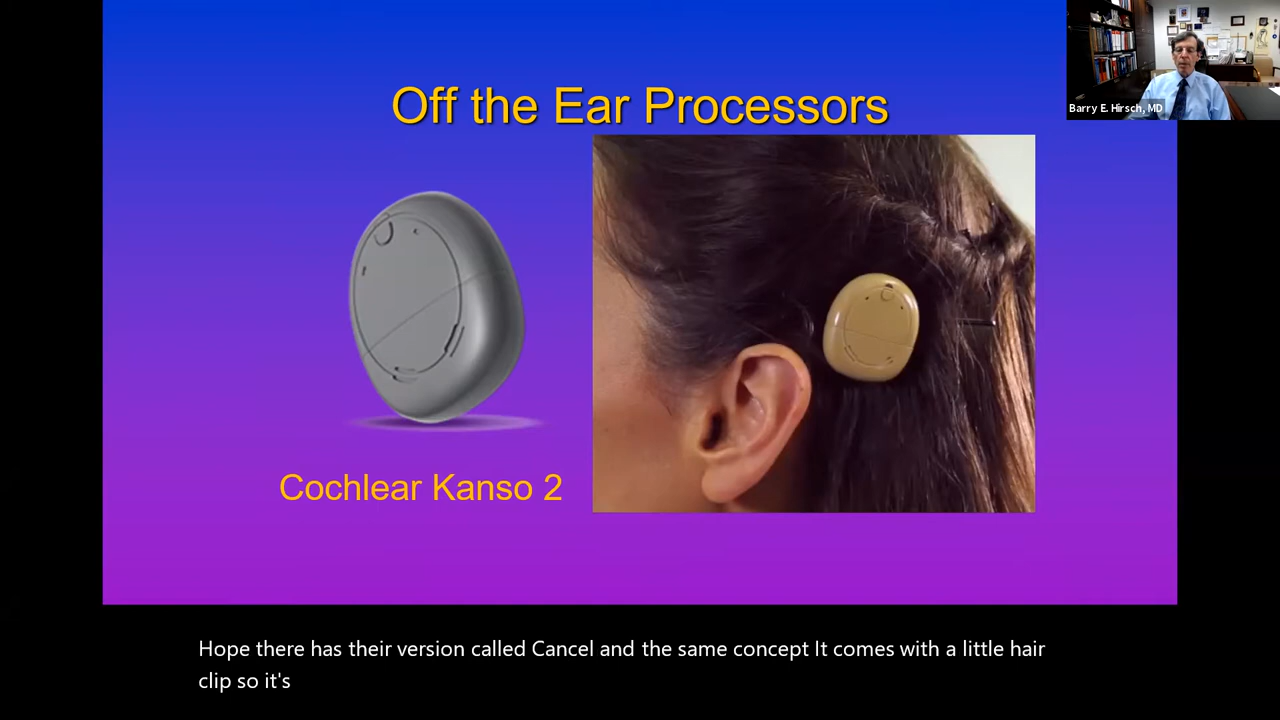 Off the Ear Processors
Barry E. Hirsch, MD
Cochlear Kanso 2
Hope there has their version called Cancel and the same concept It comes with a little hair
clip so it's